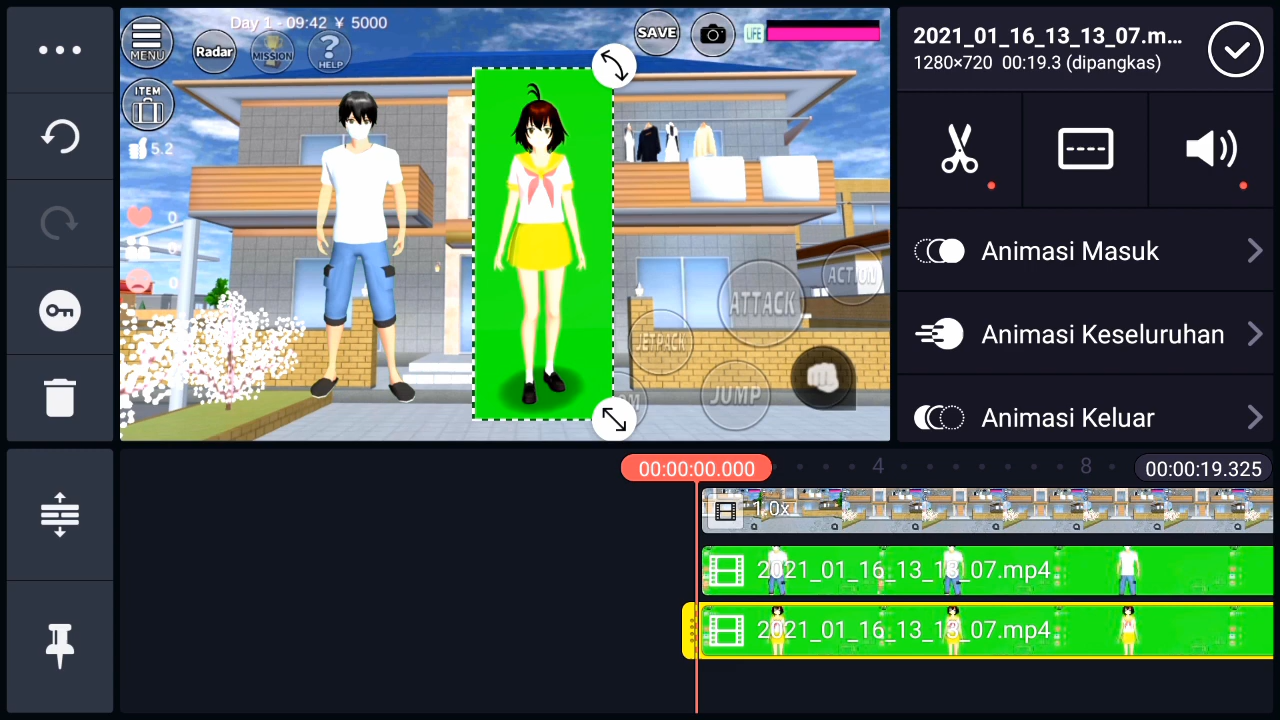 Day 1 - 09:42 ¥ 5000
MENU
Radar
MISSION
?
HELP
SAVE
LIFE
ITEM
5.2
0
0
0
ACTION
ATTACK
JETPACK
JUMP
2021_01_16_13_13_07.m...
1280×720 00:19.3 (dipangkas)
Animasi Masuk
Animasi Keseluruhan
Animasi Keluar
00:00:00.000
4
8
00:00:19.325
1.0x
2021_01_16_13_13_07.mp4
2021_01_16_13_13_07.mp4